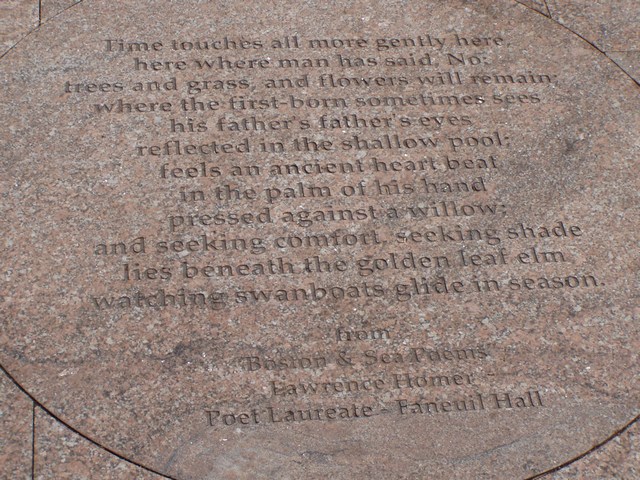 Time touches all more gently here,
here where man has said, No:
trees and grass, and flowers will remain:
where the first-born sometimes sees
his father's father's eyes
reflected in the shallow pool;
feels an ancient heart beat
in the palm of his hand
pressed against a willow;
and seeking comfort, seeking shade
lies beneath the golden leaf elm
watching swanboats glide in season.
from
Boston & Sea Poems
Lawrence Homer
Poet Laureate - Faneuil Hall